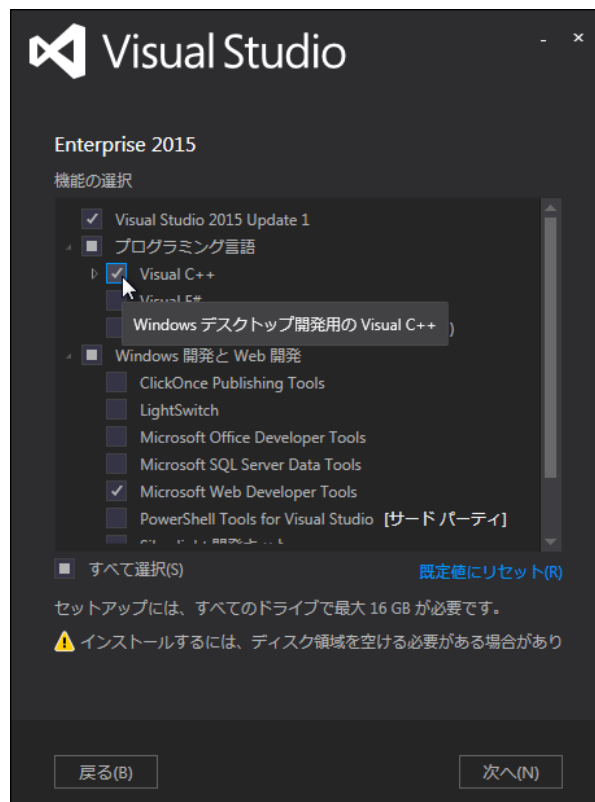 Visual Studio
Enterprise 2015
機能の選択
Visual Studio 2015 Update 1
プログラミング言語
Visual C++
Windows デスクトップ開発用の Visual C++
)
Windows 開発と Web 開発
ClickOnce Publishing Tools
LightSwitch
Microsoft Office Developer Tools
Microsoft SQL Server Data Tools
Microsoft Web Developer Tools
PowerShell Tools for Visual Studio [サード パーティ]
すべて選択(S)
既定値にリセット(R)
セットアップには、すべてのドライブで最大 16 GB が必要です。
インストールするには、ディスク領域を空ける必要がある場合があり
戻る(B)
次へ(N)